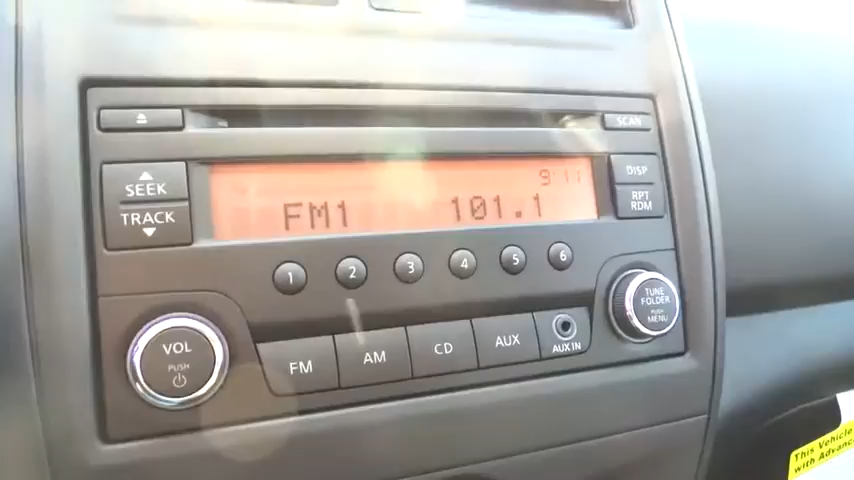 SCAN
9:11
DISP
SEEK
TRACK
FM1 101.1
RPT
RDM
1 2 3 4 5 6
VOL
PUSH
FM AM CD AUX
AUX IN
TUNE
FOLDER
PUSH
MENU
This Vehicle
with Advanc